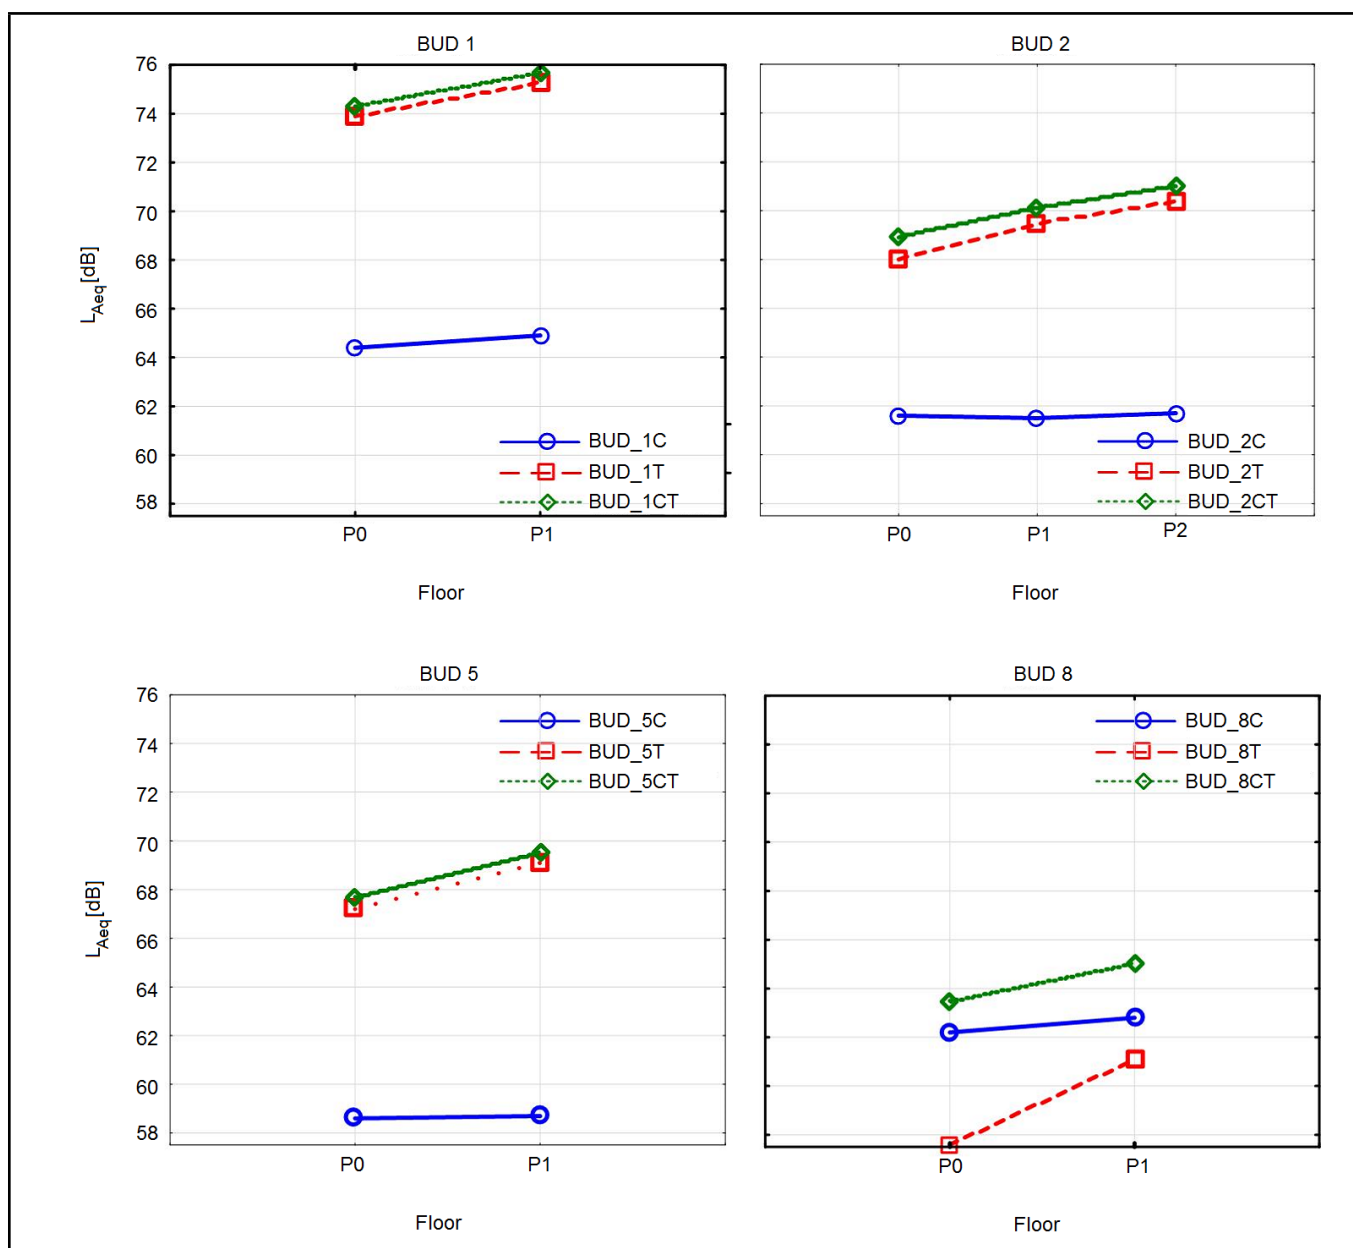 BUD 1
76
74
72
70
68
66
64
62
60
58
L_Aeq [dB]
BUD_1C
BUD_1T
BUD_1CT
P0 P1
Floor
BUD 2
BUD_2C
BUD_2T
BUD_2CT
P0 P1 P2
Floor
BUD 5
76
74
72
70
68
66
64
62
60
58
L_Aeq [dB]
BUD_5C
BUD_5T
BUD_5CT
P0 P1
Floor
BUD 8
BUD_8C
BUD_8T
BUD_8CT
P0 P1
Floor